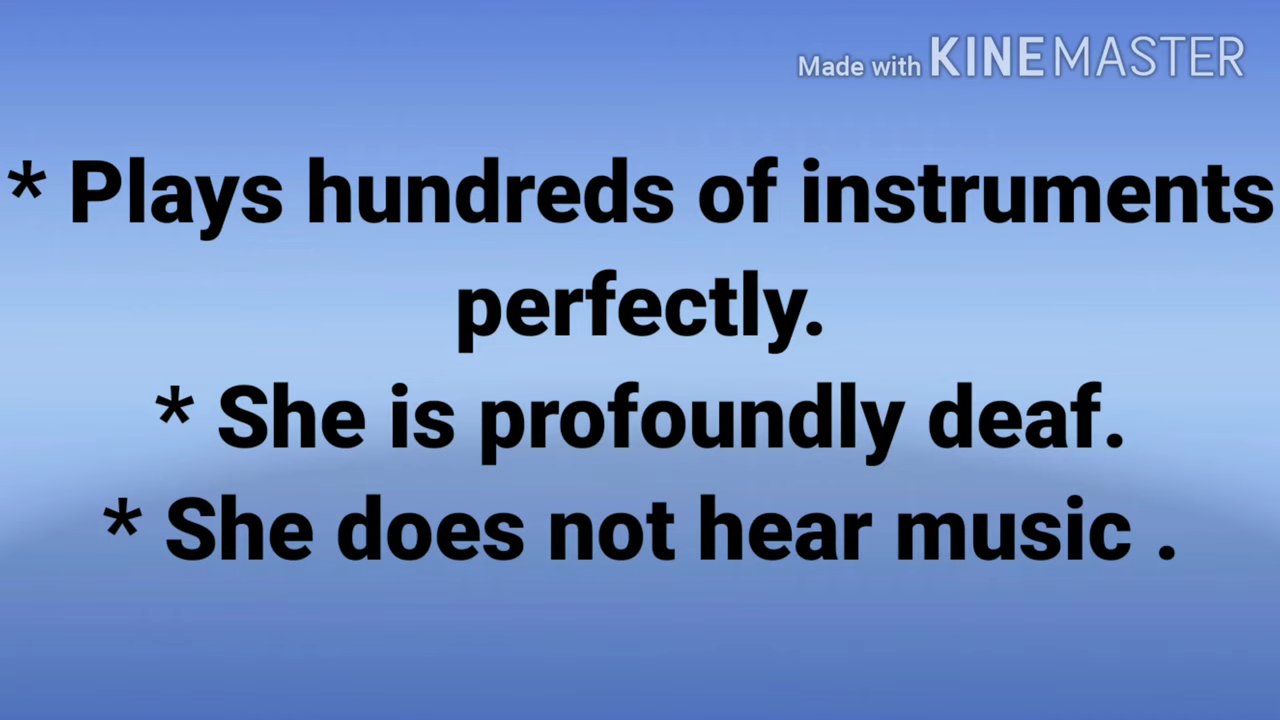 Made with KINEMASTER
* Plays hundreds of instruments
perfectly.
* She is profoundly deaf.
* She does not hear music .